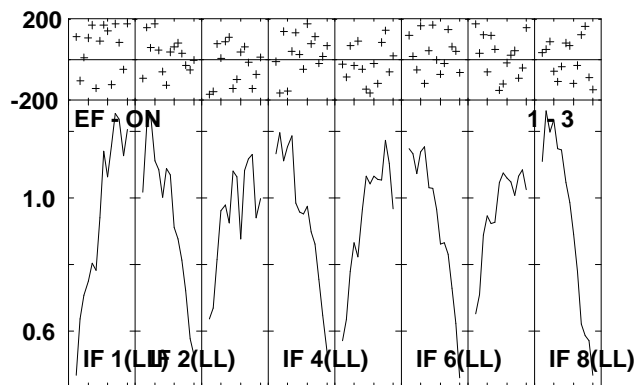 200
-200
EF - ON 1 - 3
1.0
0.6
IF 1(LL) IF 2(LL) IF 4(LL) IF 6(LL) IF 8(LL)